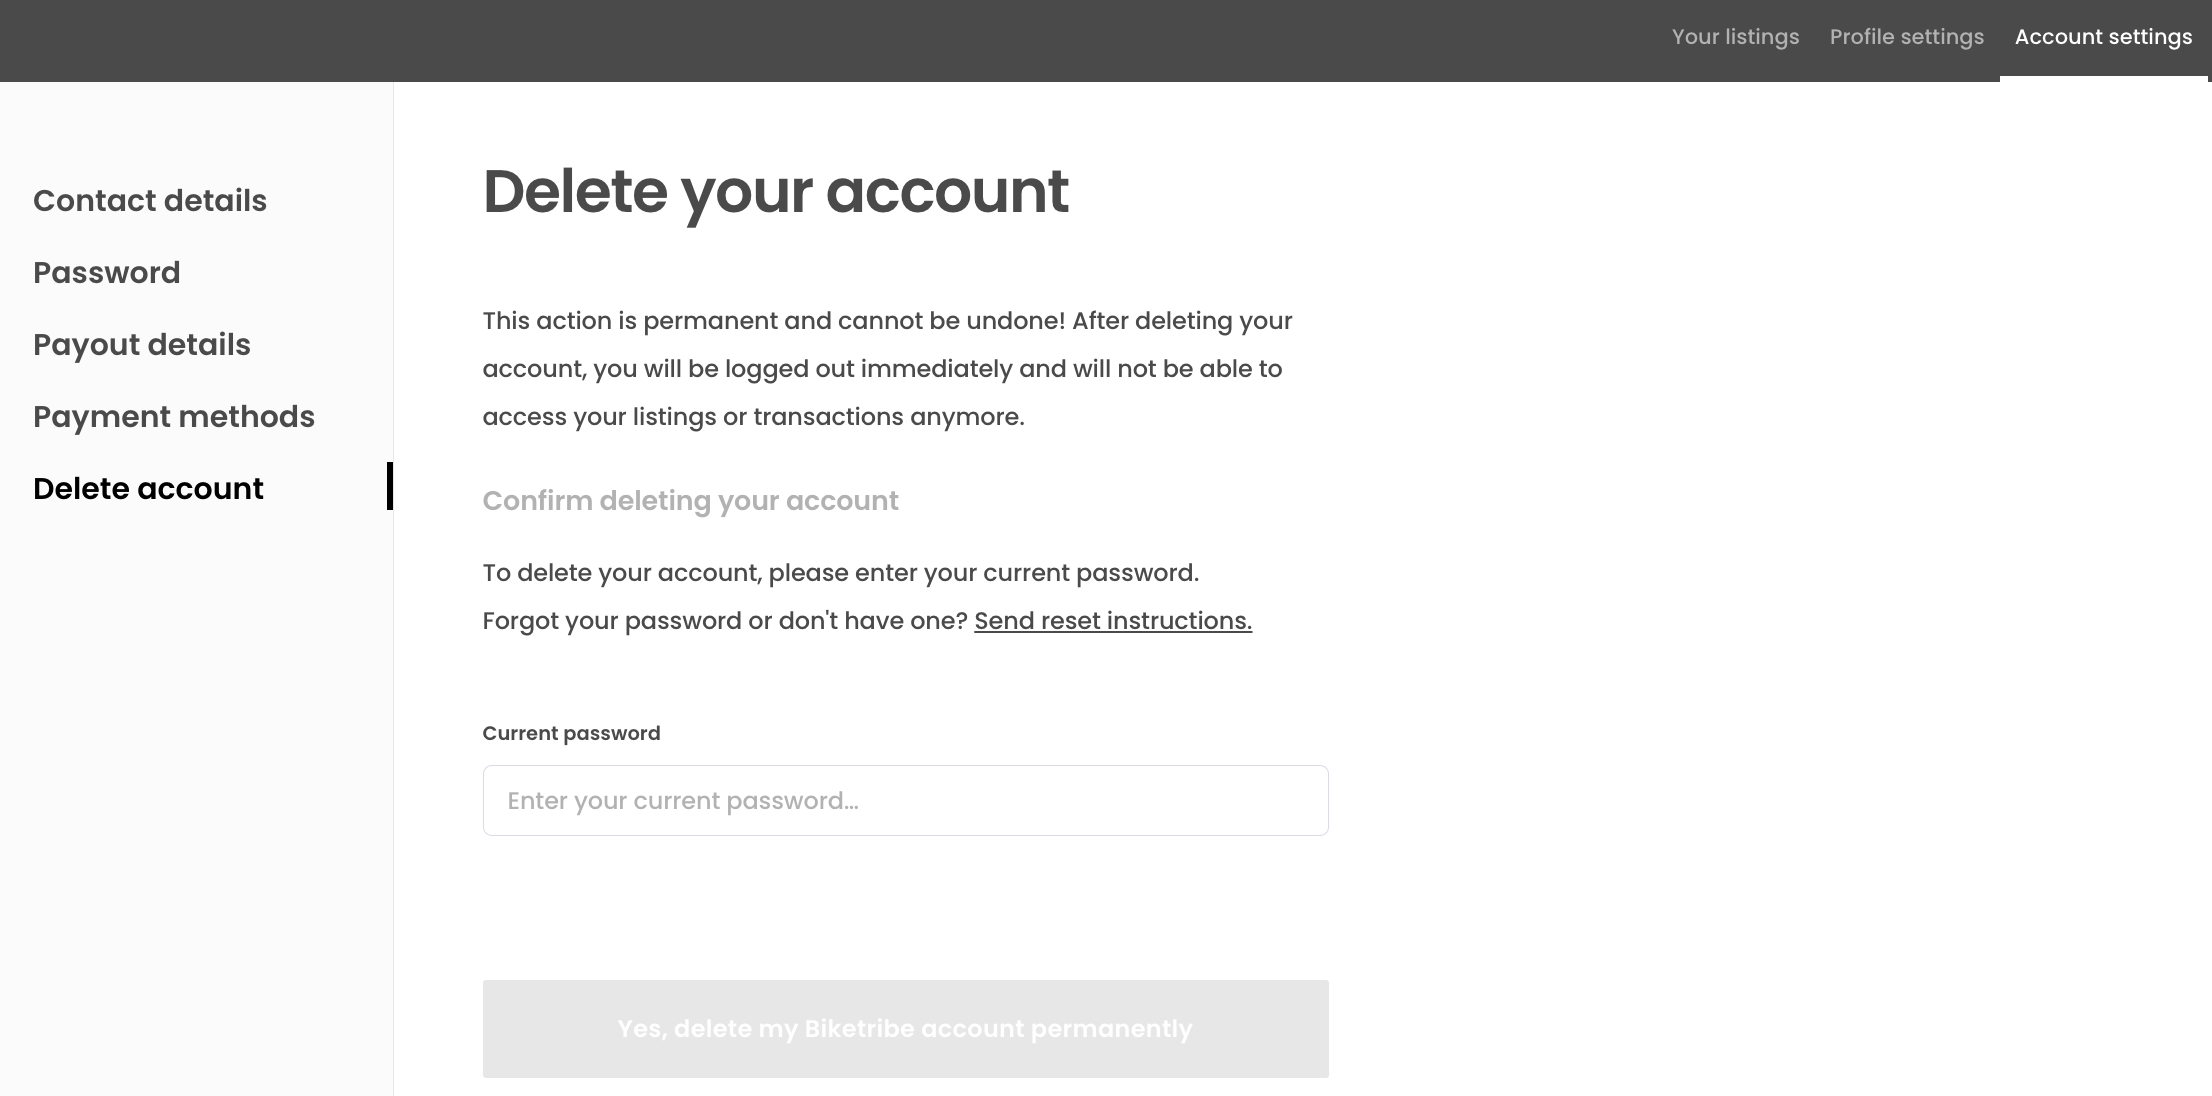 Your listings Profile settings Account settings
Contact details
Password
Payout details
Payment methods
Delete account
Delete your account
This action is permanent and cannot be undone! After deleting your
account, you will be logged out immediately and will not be able to
access your listings or transactions anymore.
Confirm deleting your account
To delete your account, please enter your current password.
Forgot your password or don't have one? Send reset instructions.
Current password
Enter your current password...
Yes, delete my Biketribe account permanently